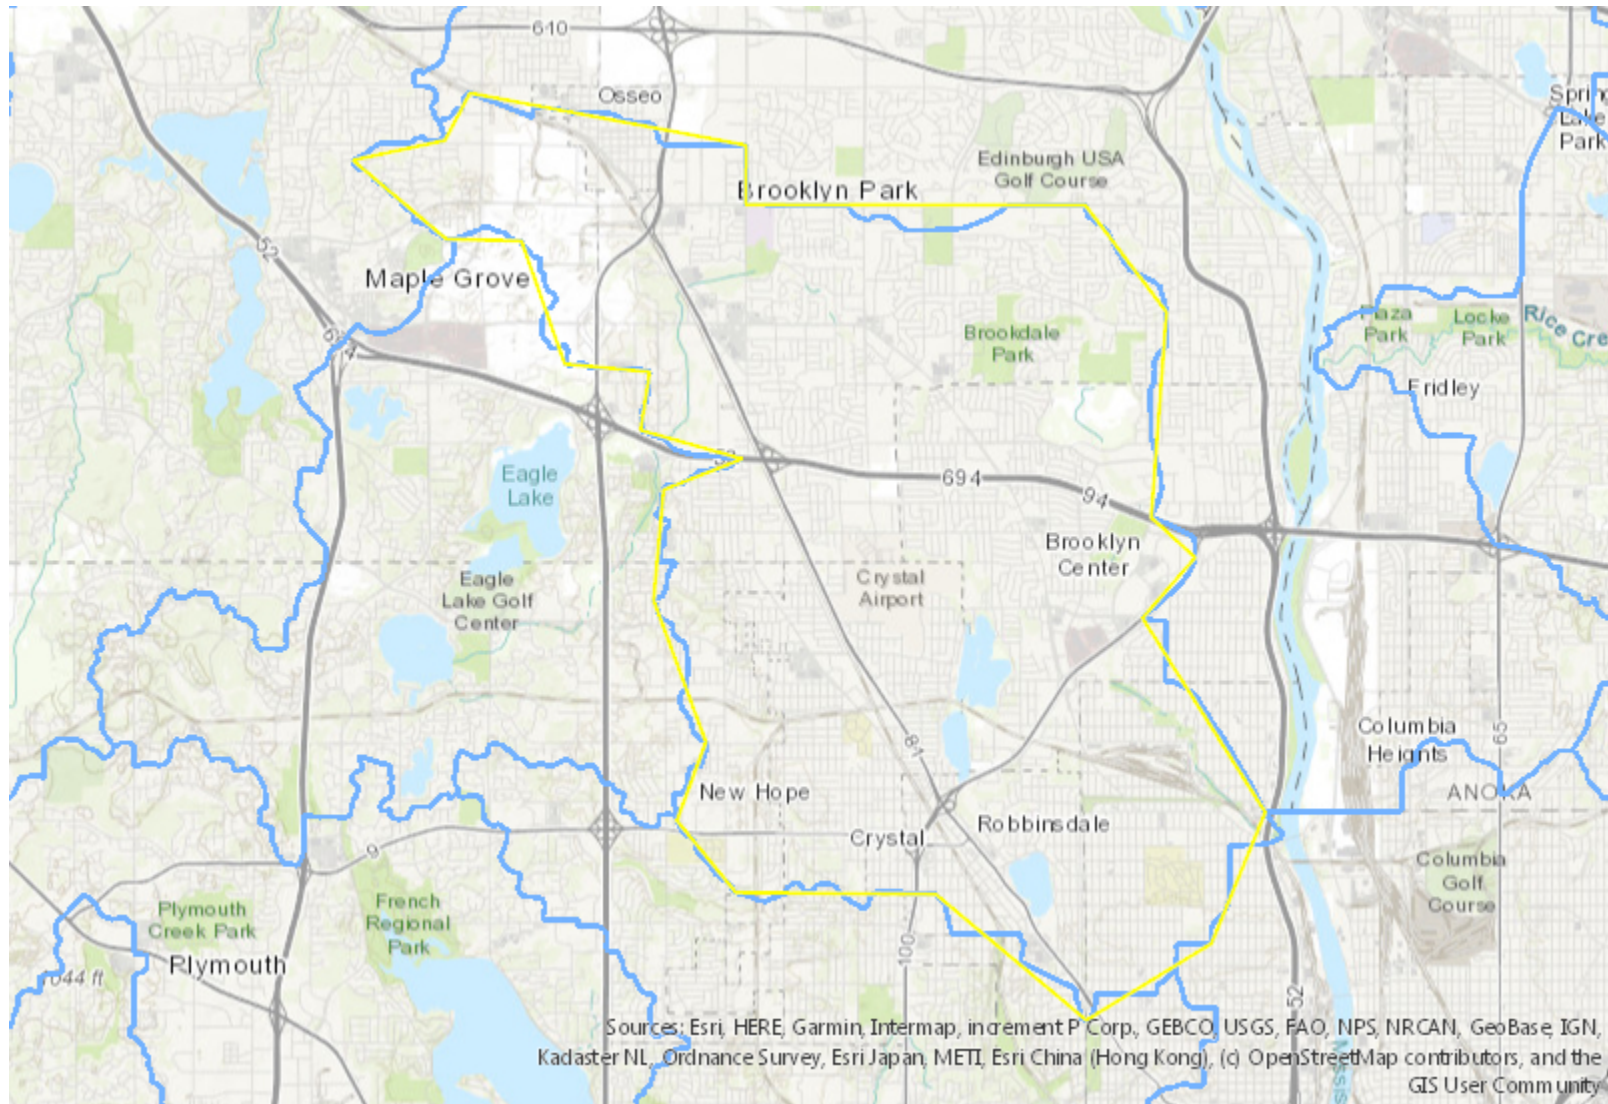 610
Osseo
Spring
Lake
Park
Edinburgh USA
Golf Course
Brooklyn Park
52
Maple Grove
Plaza
Park
Locke
Park
Rice Cre
Brookdale
Park
Fridley
694
94
Eagle
Lake
Brooklyn
Center
Crystal
Airport
Eagle
Lake Golf
Center
Columbia
Heights
65
81
New Hope
ANOKA
Robbinsdale
Crystal
9
Columbia
Golf
Course
French
Regional
Park
Plymouth
Creek Park
100
Plymouth
52
Sources: Esri, HERE, Garmin, Intermap, increment P Corp., GEBCO, USGS, FAO, NPS, NRCAN, GeoBase, IGN,
Kadaster NL, Ordnance Survey, Esri Japan, METI, Esri China (Hong Kong), (c) OpenStreetMap contributors, and the
GIS User Community